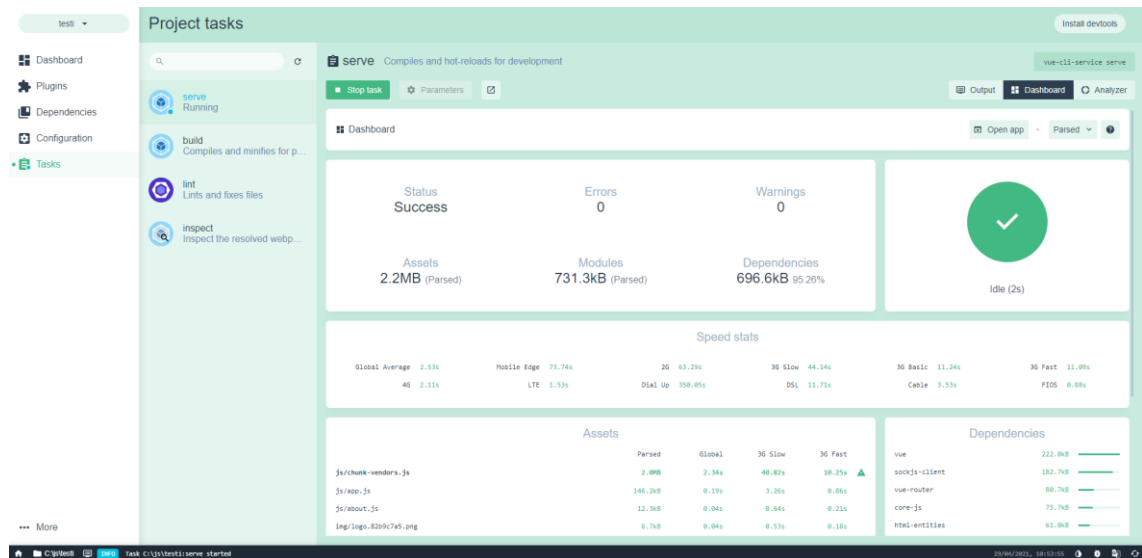 testi
Project tasks
Install devtools
Dashboard
Plugins
Dependencies
Configuration
Tasks
More
serve
Running
build
Compiles and minifies for p...
lint
Lints and fixes files
inspect
Inspect the resolved webp...
serve Compiles and hot-reloads for development
vue-cli-service serve
Stop task Parameters
Output Dashboard Analyzer
Dashboard
Open app Parsed
Status Errors Warnings
Success 0 0
Assets Modules Dependencies
2.2MB (Parsed) 731.3kB (Parsed) 696.6kB 95.26%
Idle (2s)
Speed stats
Global Average 2.53s Mobile Edge 73.74s 2G 63.29s 3G Slow 44.14s 3G Basic 11.24s 3G Fast 11.09s
4G 2.11s LTE 1.53s Dial Up 350.05s DSL 11.71s Cable 3.53s FIOS 0.88s
Assets
Parsed Global 3G Slow 3G Fast
js/chunk-vendors.js 2.0MB 2.34s 40.82s 10.25s
js/app.js 146.2kB 0.19s 3.26s 0.86s
js/about.js 12.3kB 0.04s 0.64s 0.21s
img/logo.82b9c7a5.png 6.7kB 0.04s 0.53s 0.18s
Dependencies
vue 222.0kB
sockjs-client 182.7kB
vue-router 80.7kB
core-js 75.7kB
html-entities 61.0kB
C:\js\testi INFO Task C:\js\testi:serve started
29/04/2021, 10:53:55